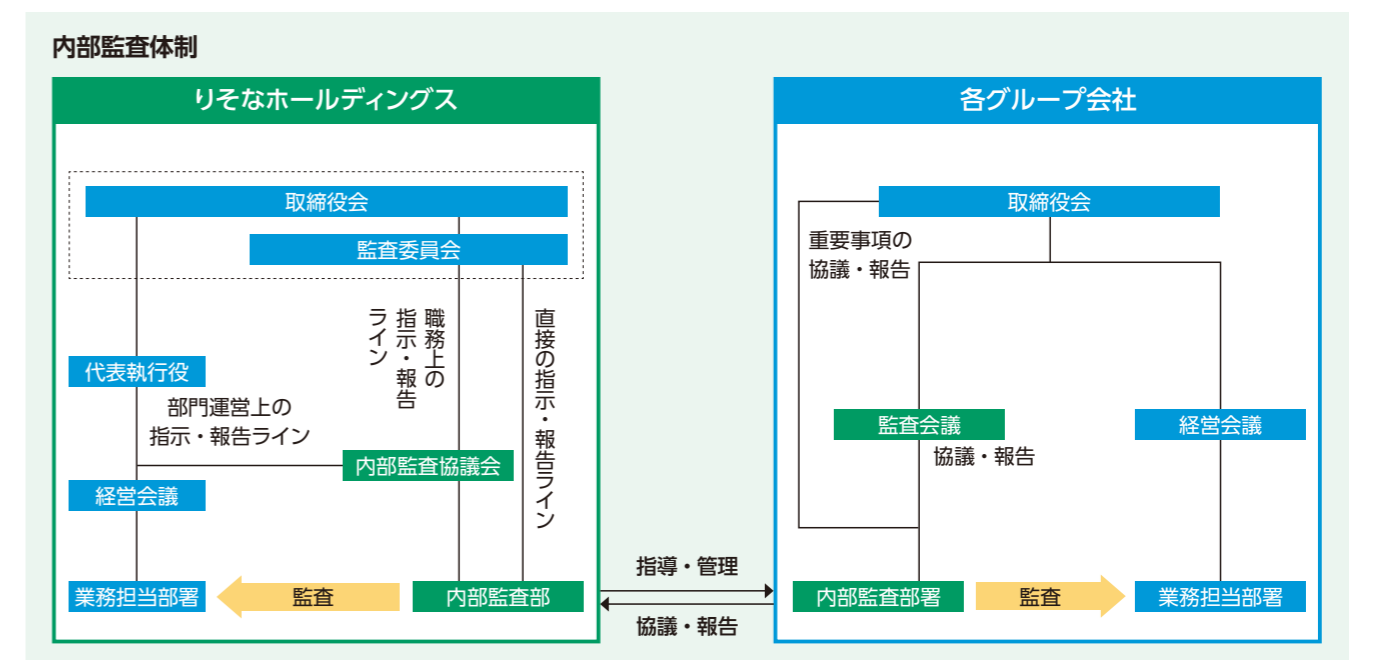 内部監査体制
りそなホールディングス
取締役会
監査委員会
職務上の
指示・報告
ライン
直接の指示・報告ライン
代表執行役
部門運営上の
指示・報告ライン
内部監査協議会
経営会議
業務担当部署
監査
内部監査部
指導・管理
協議・報告
各グループ会社
取締役会
重要事項の
協議・報告
監査会議
経営会議
協議・報告
内部監査部署
監査
業務担当部署